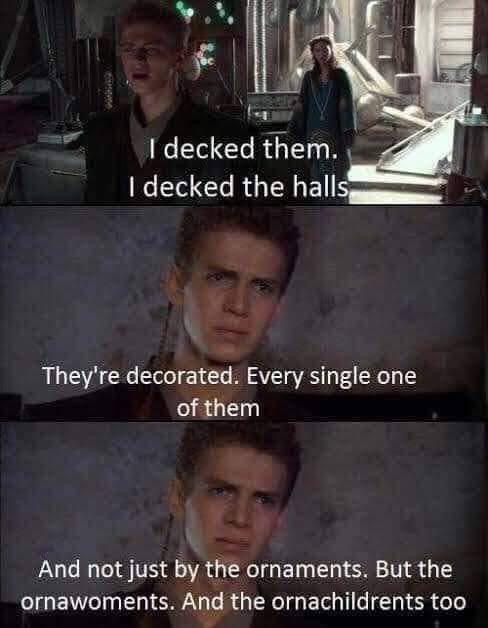 I decked them.
I decked the halls.
They're decorated. Every single one
of them
And not just by the ornaments. But the
ornawoments. And the ornachildrents too